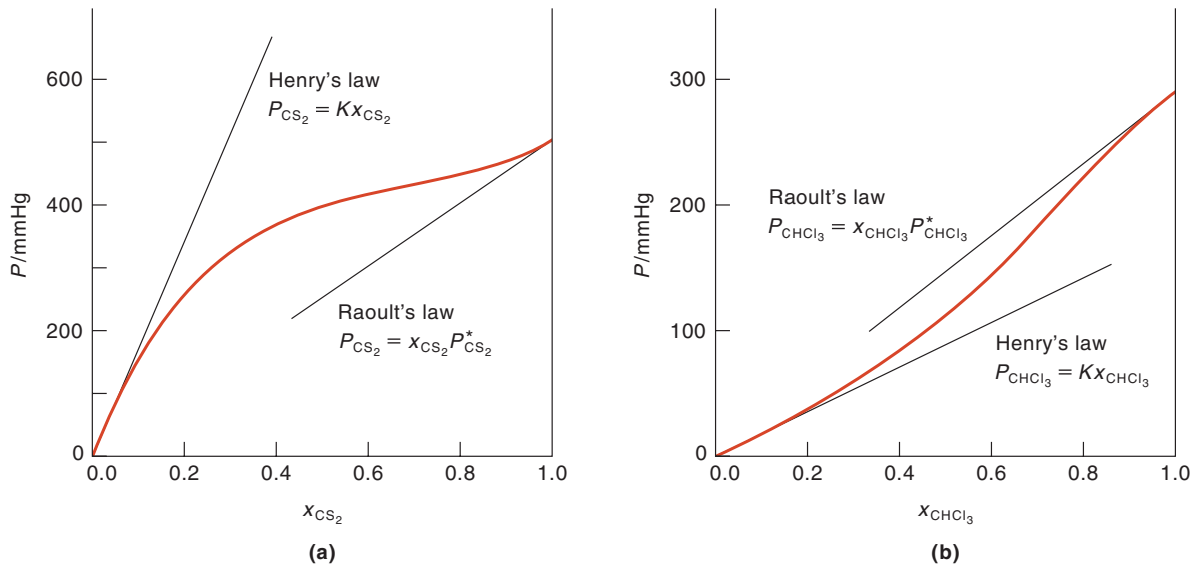 600
400
200
0
P/mmHg
Henry's law
P_CS₂ = Kx_CS₂
Raoult's law
P_CS₂ = x_CS₂ P*_CS₂
0.0 0.2 0.4 0.6 0.8 1.0
x_CS₂
(a)
300
200
100
0
P/mmHg
Raoult's law
P_CHCl₃ = x_CHCl₃ P*_CHCl₃
Henry's law
P_CHCl₃ = Kx_CHCl₃
0.0 0.2 0.4 0.6 0.8 1.0
x_CHCl₃
(b)